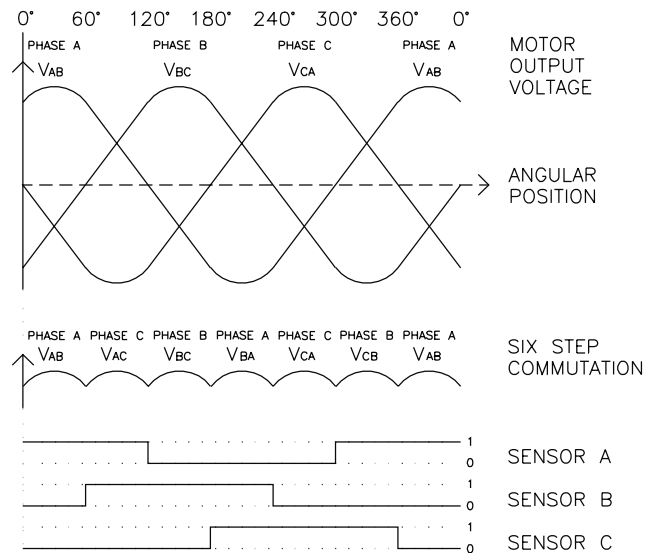 0° 60° 120° 180° 240° 300° 360° 0°
PHASE A PHASE B PHASE C PHASE A
VAB VBC VCA VAB
MOTOR
OUTPUT
VOLTAGE
ANGULAR
POSITION
PHASE A PHASE C PHASE B PHASE A PHASE C PHASE B PHASE A
VAB VAC VBC VBA VCA VCB VAB
SIX STEP
COMMUTATION
1
0
SENSOR A
1
0
SENSOR B
1
0
SENSOR C